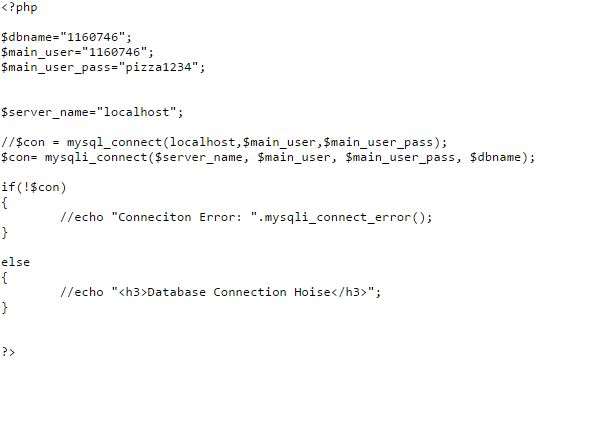 <?php
$dbname="1160746";
$main_user="1160746";
$main_user_pass="pizza1234";
$server_name="localhost";
//$con = mysql_connect(localhost,$main_user,$main_user_pass);
$con= mysqli_connect($server_name, $main_user, $main_user_pass, $dbname);
if(!$con)
{
//echo "Conneciton Error: ".mysqli_connect_error();
}
else
{
//echo "<h3>Database Connection Hoise</h3>";
}
?>